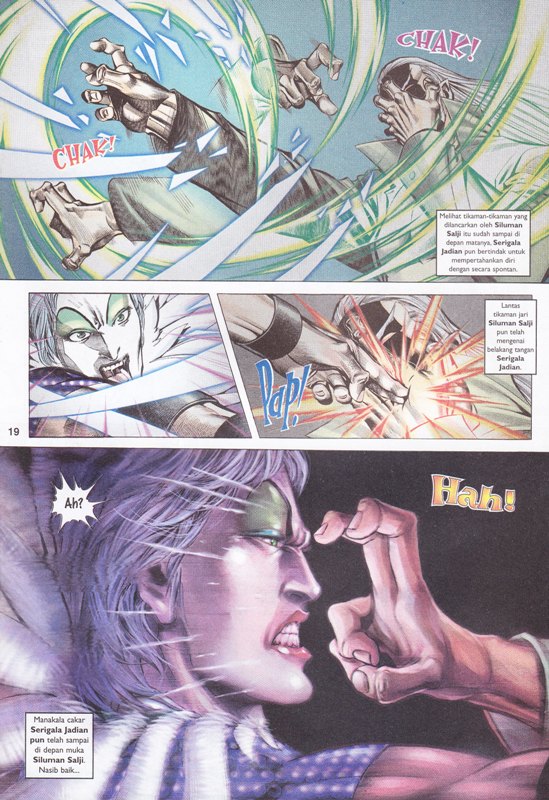 CHAK!
CHAK!
Melihat tikaman-tikaman yang
dilancarkan oleh Siluman
Salji itu sudah sampai di
depan matanya, Serigala
Jadian pun bertindak untuk
mempertahankan diri
dengan secara spontan.
Lantas
tikaman jari
Siluman Salji
pun telah
mengenai
belakang tangan
Serigala
Jadian.
Pap!
19
Ah?
Hah!
Manakala cakar
Serigala Jadian
pun telah sampai
di depan muka
Siluman Salji.
Nasib baik...